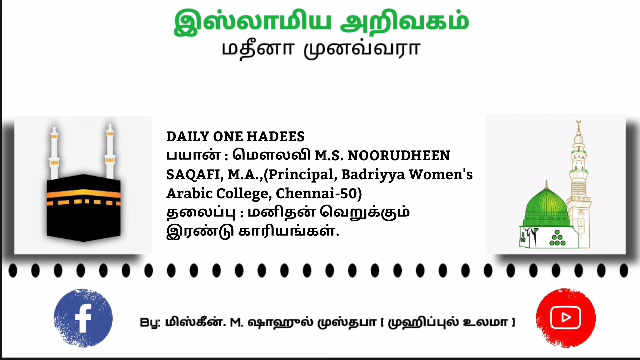 இஸ்லாமிய அறிவகம்
மதீனா முனவ்வரா
DAILY ONE HADEES
பயான் : மௌலவி M.S. NOORUDHEEN
SAQAFI, M.A.,(Principal, Badriyya Women's
Arabic College, Chennai-50)
தலைப்பு : மனிதன் வெறுக்கும்
இரண்டு காரியங்கள்.
By: மிஸ்கீன். M. ஷாஹுல் முஸ்தபா [ முஹிப்புல் உலமா ]